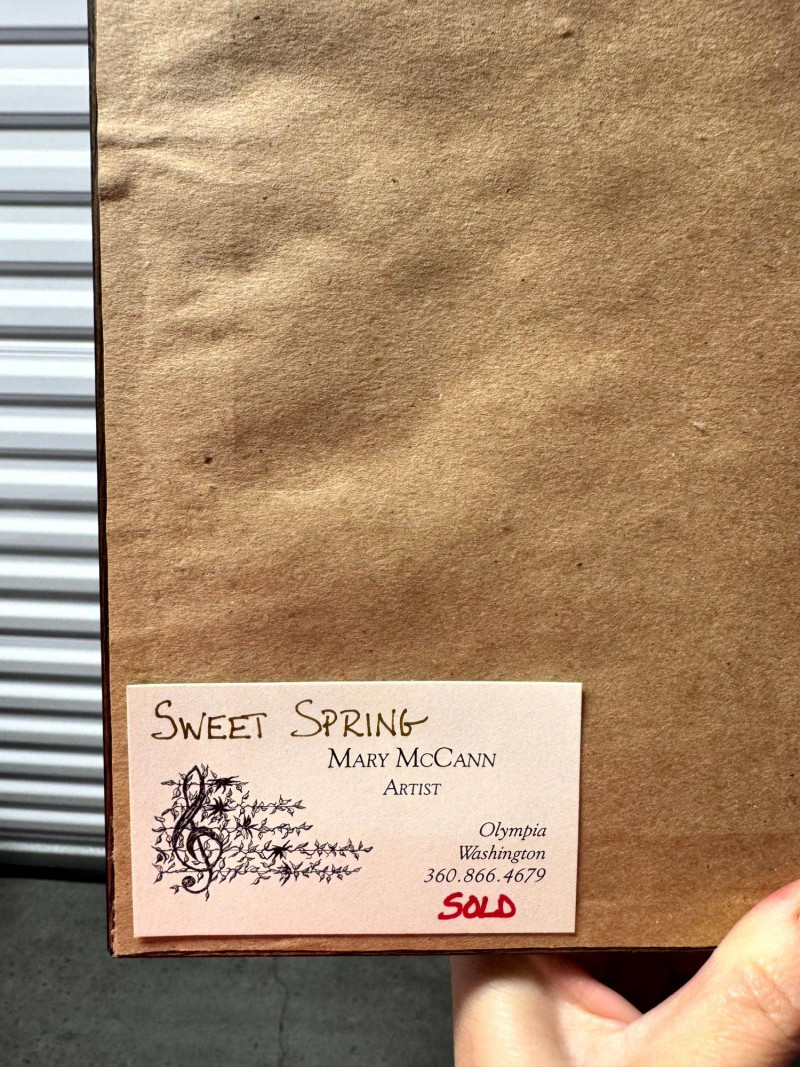 SWEET SPRING
MARY MCCANN
ARTIST
Olympia
Washington
360.866.4679
SOLD